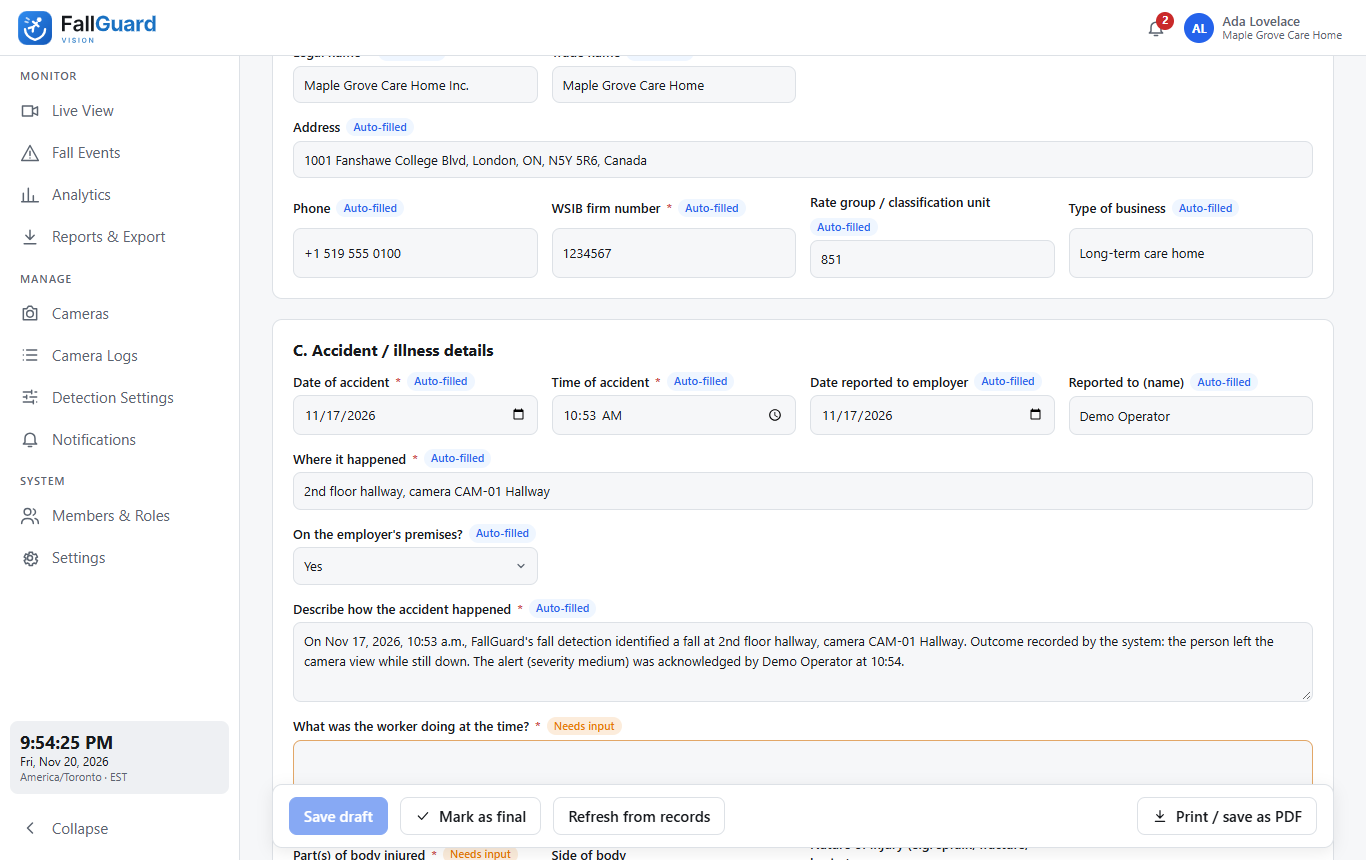 FallGuard
VISION
2
AL
Ada Lovelace
Maple Grove Care Home
MONITOR
Live View
Fall Events
Analytics
Reports & Export
MANAGE
Cameras
Camera Logs
Detection Settings
Notifications
SYSTEM
Members & Roles
Settings
9:54:25 PM
Fri, Nov 20, 2026
America/Toronto · EST
Collapse
Maple Grove Care Home Inc.
Maple Grove Care Home
Address Auto-filled
1001 Fanshawe College Blvd, London, ON, N5Y 5R6, Canada
Phone Auto-filled
WSIB firm number * Auto-filled
Rate group / classification unit
Auto-filled
Type of business Auto-filled
+1 519 555 0100
1234567
851
Long-term care home
C. Accident / illness details
Date of accident * Auto-filled
Time of accident * Auto-filled
Date reported to employer Auto-filled
Reported to (name) Auto-filled
11/17/2026
10:53 AM
11/17/2026
Demo Operator
Where it happened * Auto-filled
2nd floor hallway, camera CAM-01 Hallway
On the employer's premises? Auto-filled
Yes
Describe how the accident happened * Auto-filled
On Nov 17, 2026, 10:53 a.m., FallGuard's fall detection identified a fall at 2nd floor hallway, camera CAM-01 Hallway. Outcome recorded by the system: the person left the
camera view while still down. The alert (severity medium) was acknowledged by Demo Operator at 10:54.
What was the worker doing at the time? * Needs input
Save draft
Mark as final
Refresh from records
Print / save as PDF
Part(s) of body injured * Needs input
Side of body